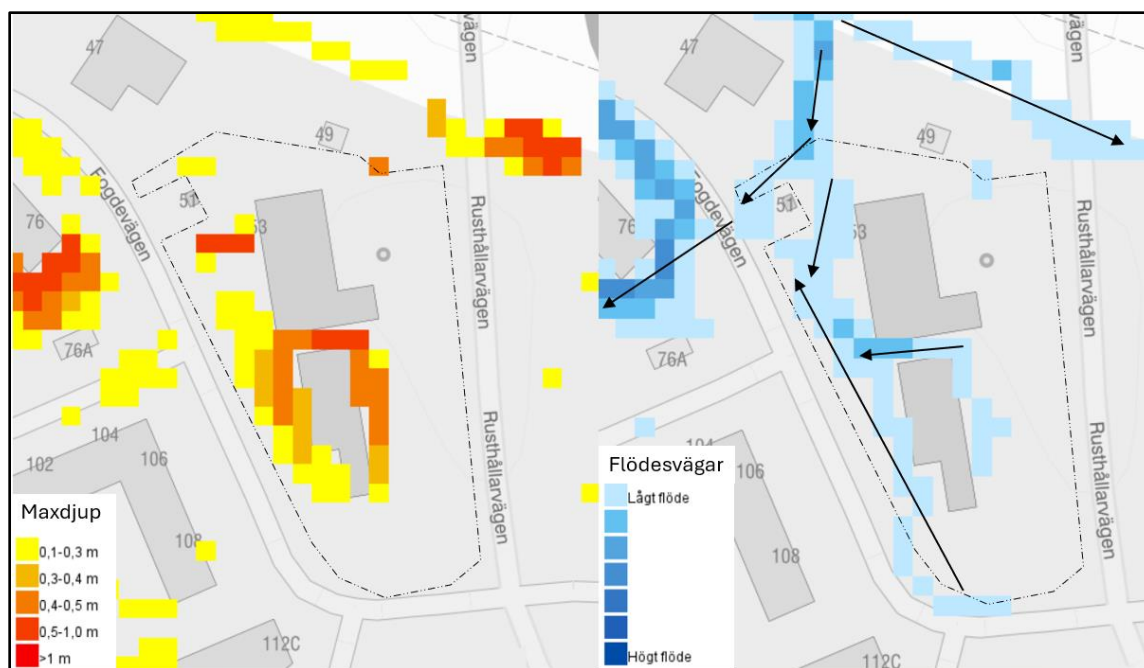 47
49
51
53
76
Fogdevägen
Rusthållarvägen
vägen
76A
Rusthållarvägen
104
102
106
108
112C
Maxdjup
0,1-0,3 m
0,3-0,4 m
0,4-0,5 m
0,5-1,0 m
>1 m
47
49
51
53
76
Fogdevägen
Rusthållarvägen
vägen
76A
Rusthållarvägen
104
106
108
112C
Flödesvägar
Lågt flöde
Högt flöde